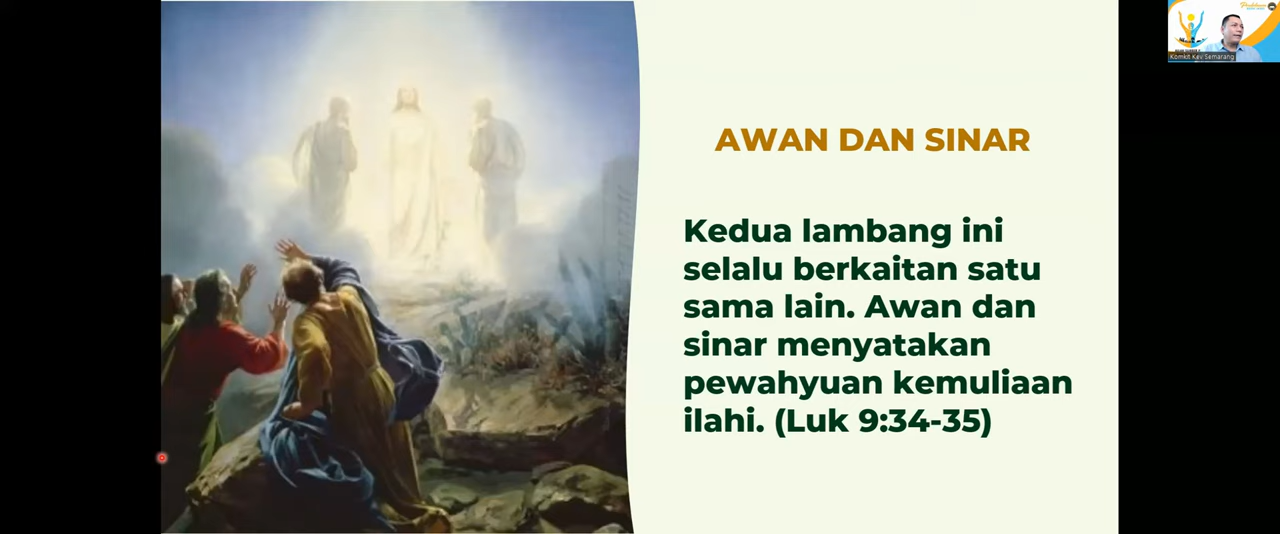 AWAN DAN SINAR
Kedua lambang ini
selalu berkaitan satu
sama lain. Awan dan
sinar menyatakan
pewahyuan kemuliaan
ilahi. (Luk 9:34-35)
Komkit Kev Semarang